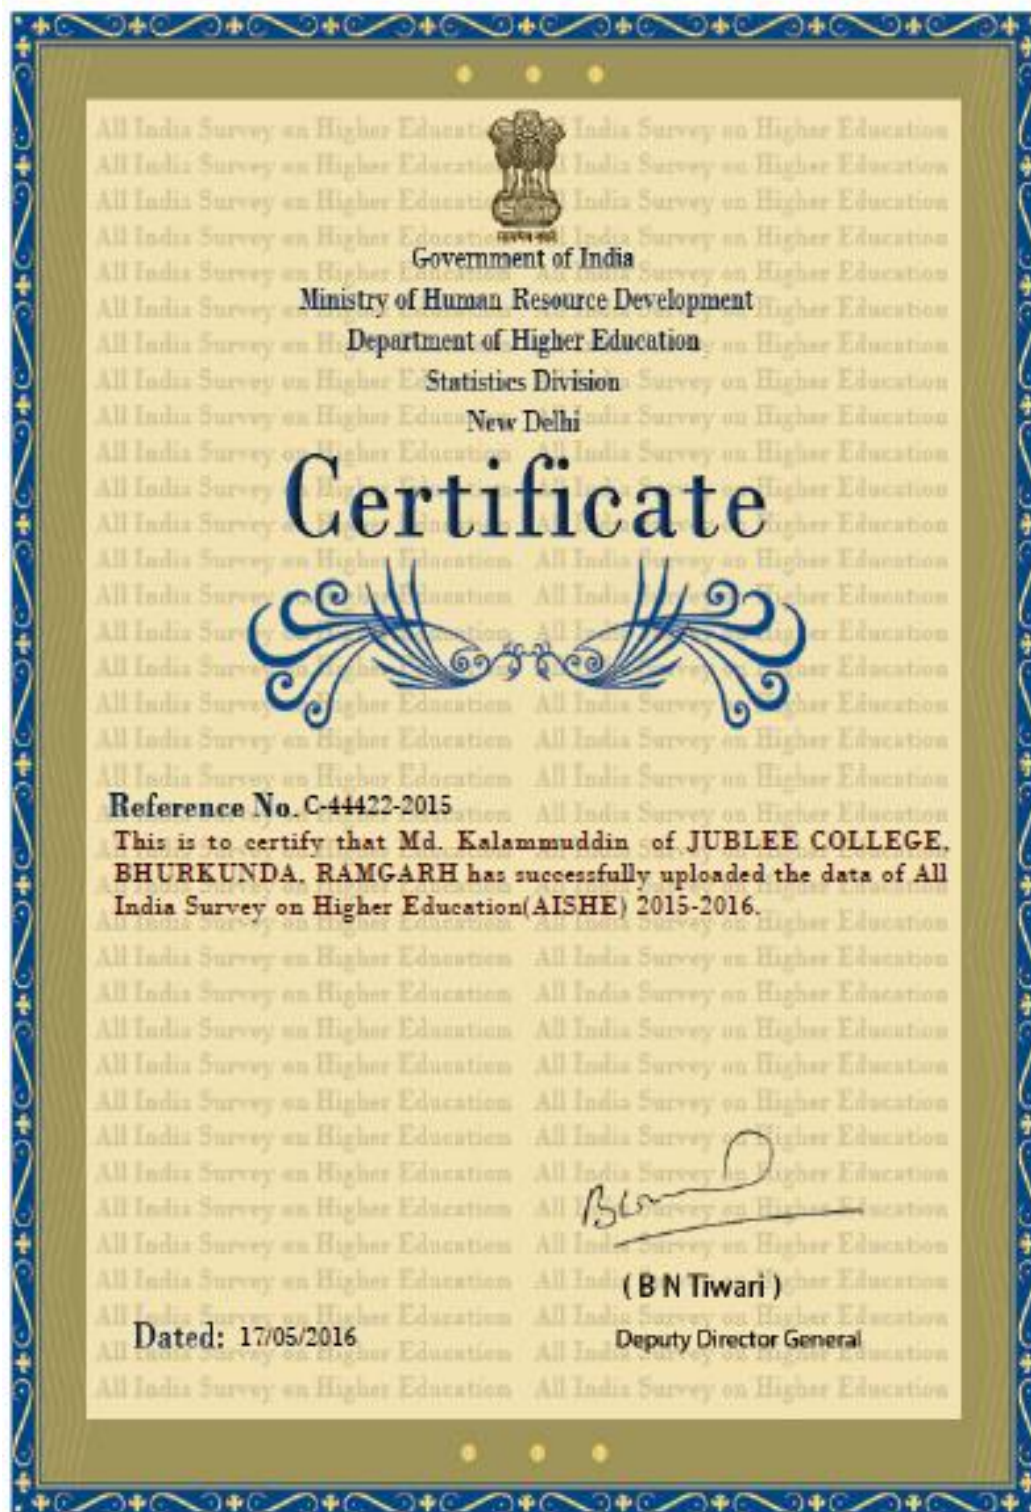 Government of India
Ministry of Human Resource Development
Department of Higher Education
Statistics Division
New Delhi
Certificate
Reference No. C-44422-2015
This is to certify that Md. Kalammuddin of JUBLEE COLLEGE,
BHURKUNDA, RAMGARH has successfully uploaded the data of All
India Survey on Higher Education(AISHE) 2015-2016.
( B N Tiwari )
Dated: 17/05/2016
Deputy Director General